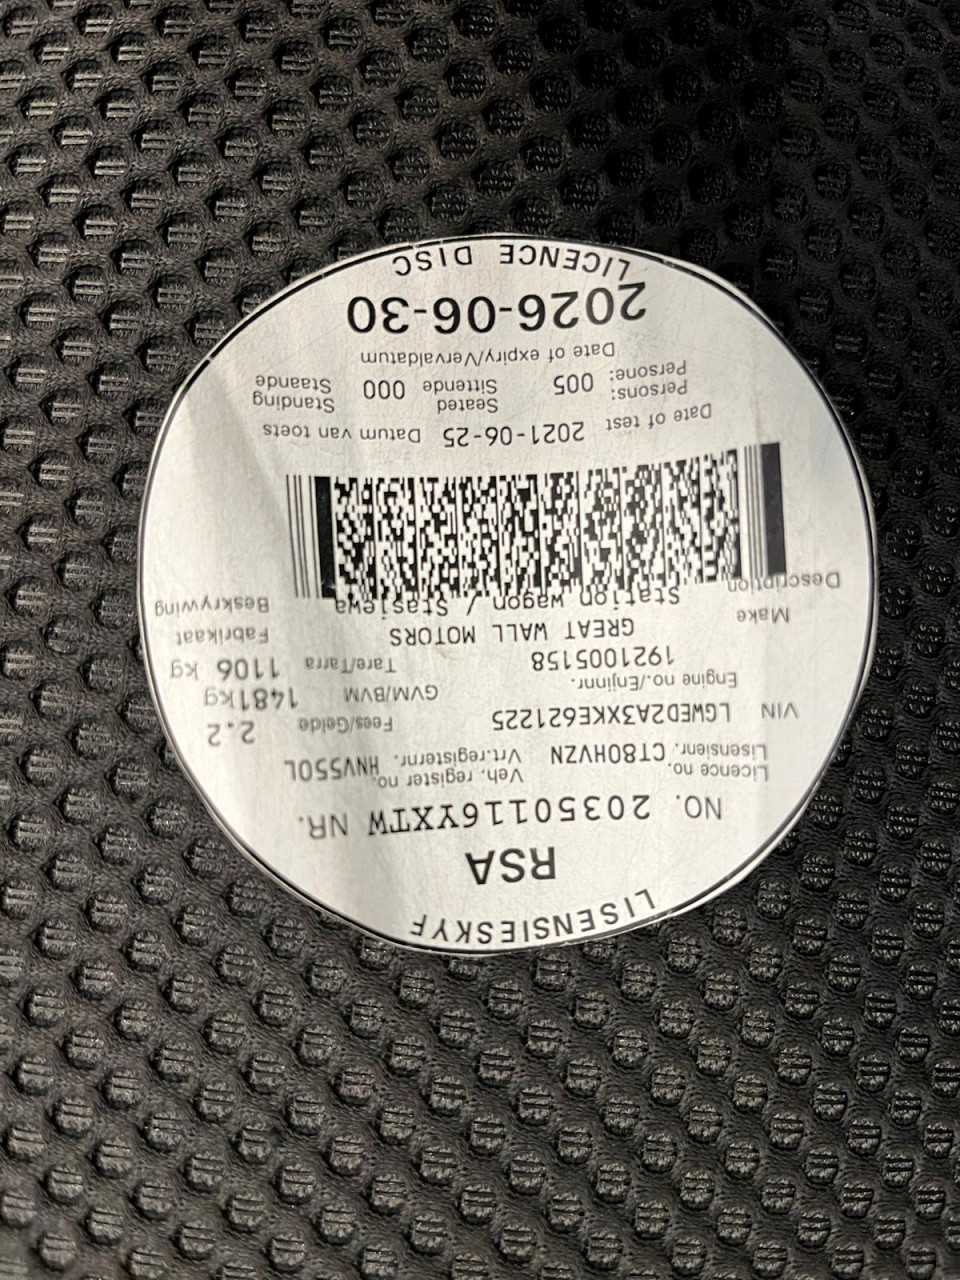 LISENSIESKYF
RSA
NO. 20350116YXTW NR.
Licence no. Veh. register no.
Lisensienr. CT80HVZN Vrt.registernr. HNV550L
VIN LGWED2A3XKE621225 Fees/Gelde 2.2
Engine no./Enjinnr. GVM/BVM 1481kg
1921005158 Tare/Tarra 1106 kg
Make GREAT WALL MOTORS Fabrikaat
Description Station wagon / Stasiewa Beskrywing
Date of test 2021-06-25 Datum van toets
Persons: Seated Standing
Persone: 005 Sittende 000 Staande
Date of expiry/Vervaldatum
2026-06-30
LICENCE DISC